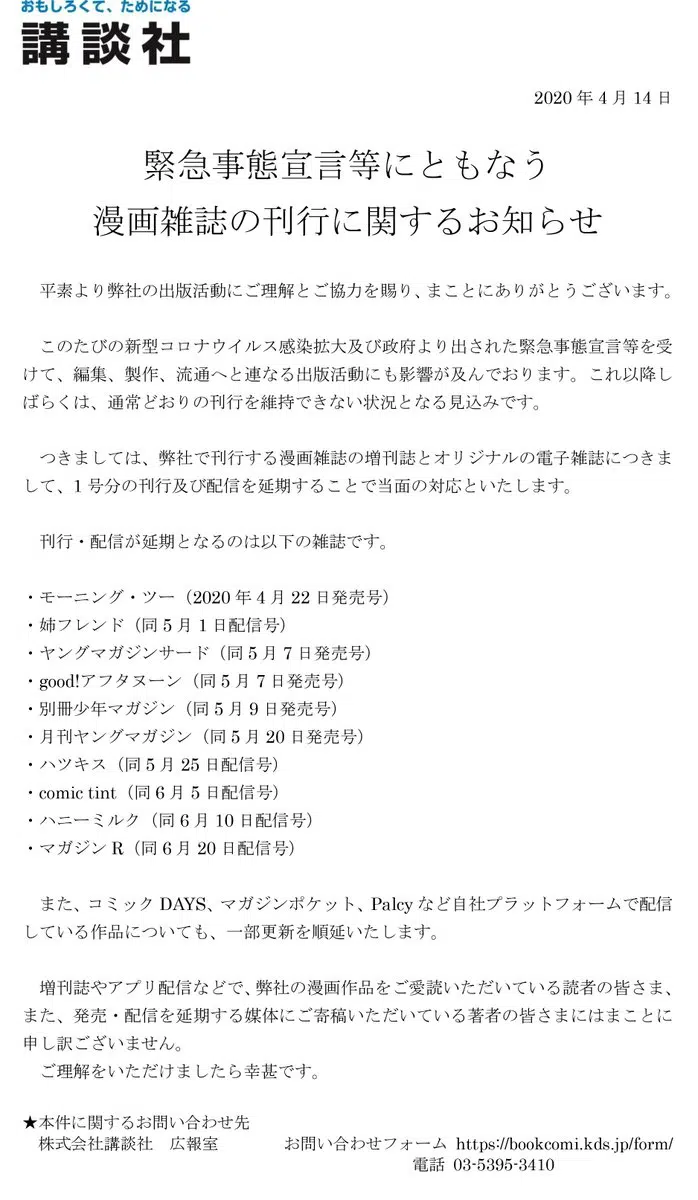 おもしろくて、ためになる
講談社
2020年4月14日
緊急事態宣言等にともなう
漫画雑誌の刊行に関するお知らせ
平素より弊社の出版活動にご理解とご協力を賜り、まことにありがとうございます。
このたびの新型コロナウイルス感染拡大及び政府より出された緊急事態宣言等を受
けて、編集、製作、流通へと連なる出版活動にも影響が及んでおります。これ以降し
ばらくは、通常どおりの刊行を維持できない状況となる見込みです。
つきましては、弊社で刊行する漫画雑誌の増刊誌とオリジナルの電子雑誌につきま
して、1号分の刊行及び配信を延期することで当面の対応といたします。
刊行・配信が延期となるのは以下の雑誌です。
・モーニング・ツー（2020年4月22日発売号）
・姉フレンド（同5月1日配信号）
・ヤングマガジンサード（同5月7日発売号）
・good!アフタヌーン（同5月7日発売号）
・別冊少年マガジン（同5月9日発売号）
・月刊ヤングマガジン（同5月20日発売号）
・ハツキス（同5月25日配信号）
・comic tint（同6月5日配信号）
・ハニーミルク（同6月10日配信号）
・マガジンR（同6月20日配信号）
また、コミックDAYS、マガジンポケット、Palcyなど自社プラットフォームで配信
している作品についても、一部更新を順延いたします。
増刊誌やアプリ配信などで、弊社の漫画作品をご愛読いただいている読者の皆さま、
また、発売・配信を延期する媒体にご寄稿いただいている著者の皆さまにはまことに
申し訳ございません。
ご理解をいただけましたら幸甚です。
★本件に関するお問い合わせ先
株式会社講談社　広報室　お問い合わせフォーム https://bookcomi.kds.jp/form/
電話 03-5395-3410